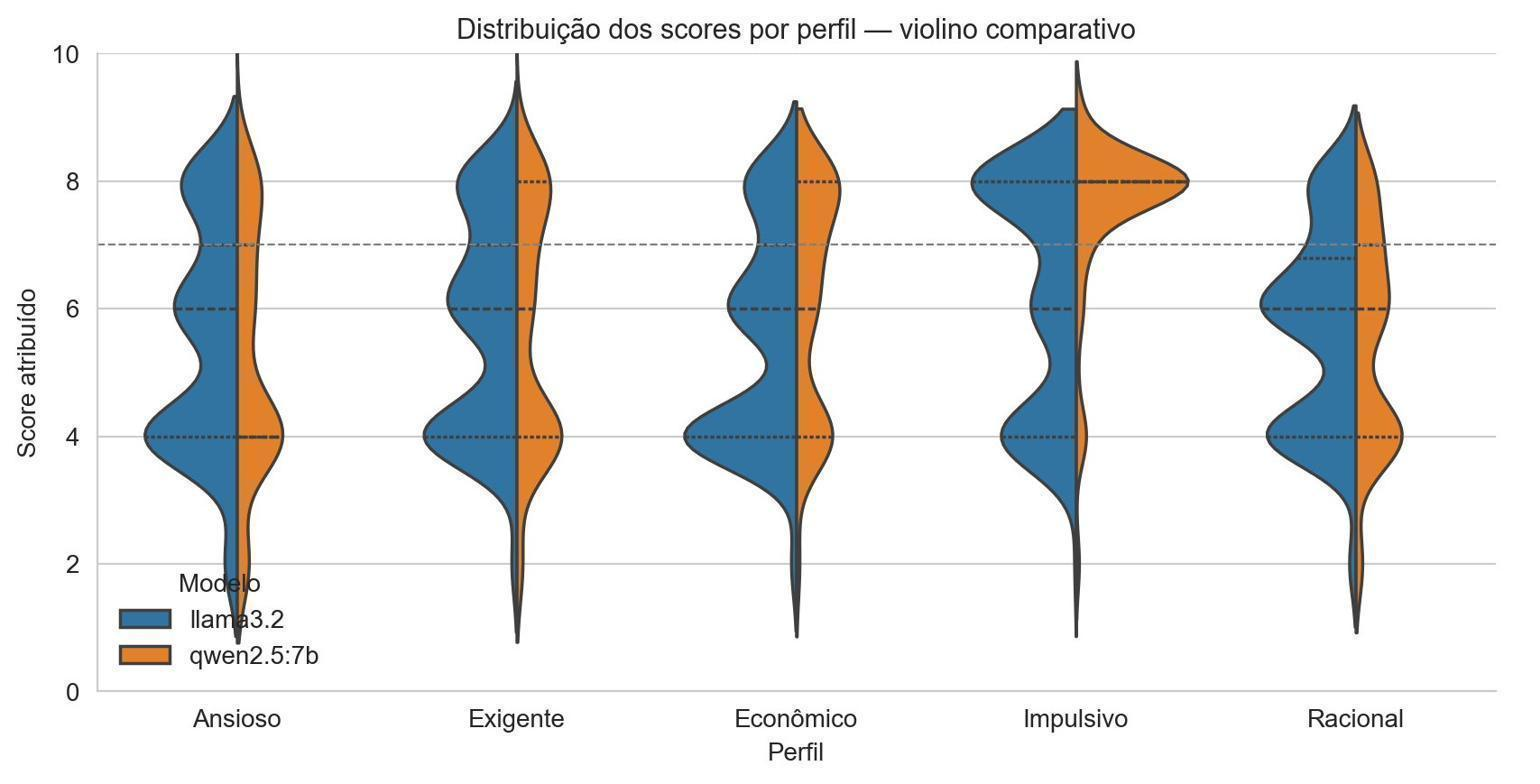 Distribuição dos scores por perfil — violino comparativo
10
8
6
4
2
0
Score atribuído
Modelo
llama3.2
qwen2.5:7b
Ansioso
Exigente
Econômico
Impulsivo
Racional
Perfil